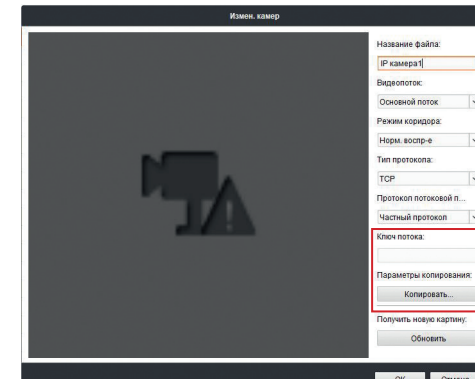 Измен. камер
Название файла:
IP камера1
Видеопоток:
Основной поток
Режим коридора:
Норм. воспр-е
Тип протокола:
TCP
Протокол потоковой п...
Частный протокол
Ключ потока:
Параметры копирования:
Копировать...
Получить новую картину:
Обновить
OK Отмена